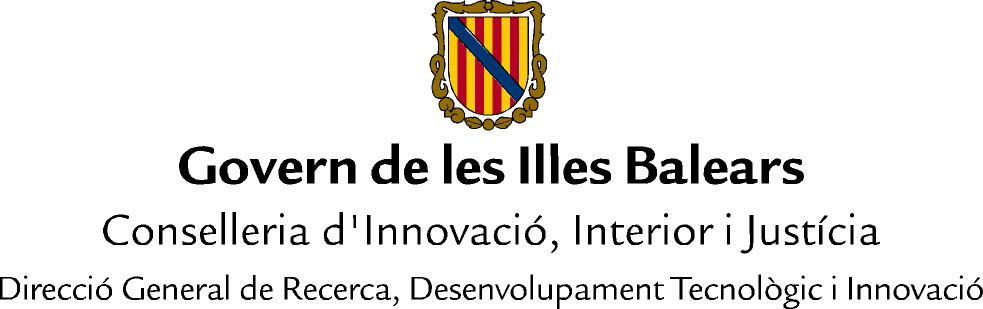 Govern de les Illes Balears
Conselleria d'Innovació, Interior i Justícia
Direcció General de Recerca, Desenvolupament Tecnològic i Innovació